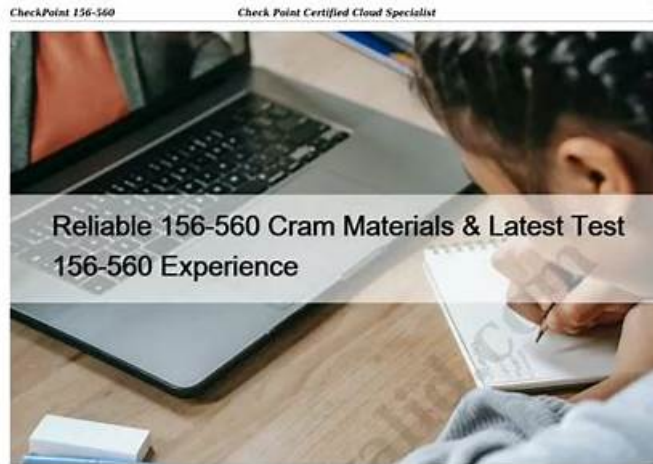 CheckPoint 156-560 Check Point Certified Cloud Specialist
Reliable 156-560 Cram Materials & Latest Test
156-560 Experience